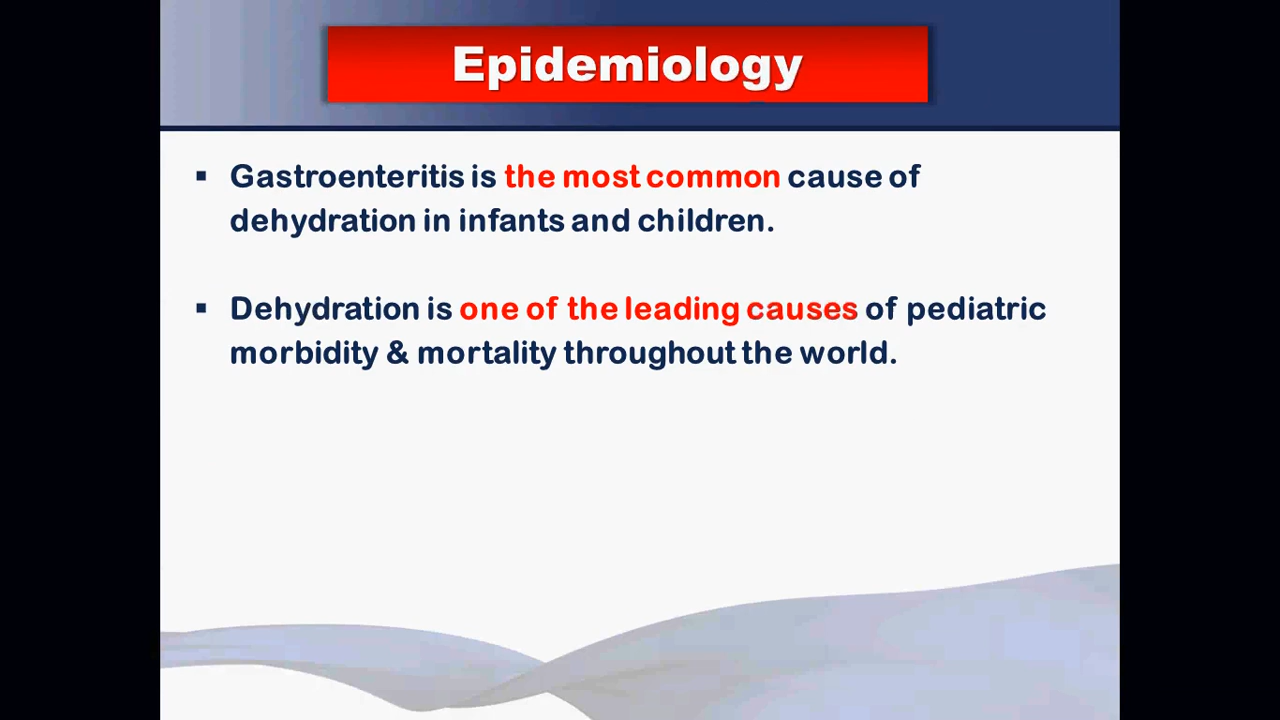 Epidemiology
▪ Gastroenteritis is the most common cause of
dehydration in infants and children.
▪ Dehydration is one of the leading causes of pediatric
morbidity & mortality throughout the world.